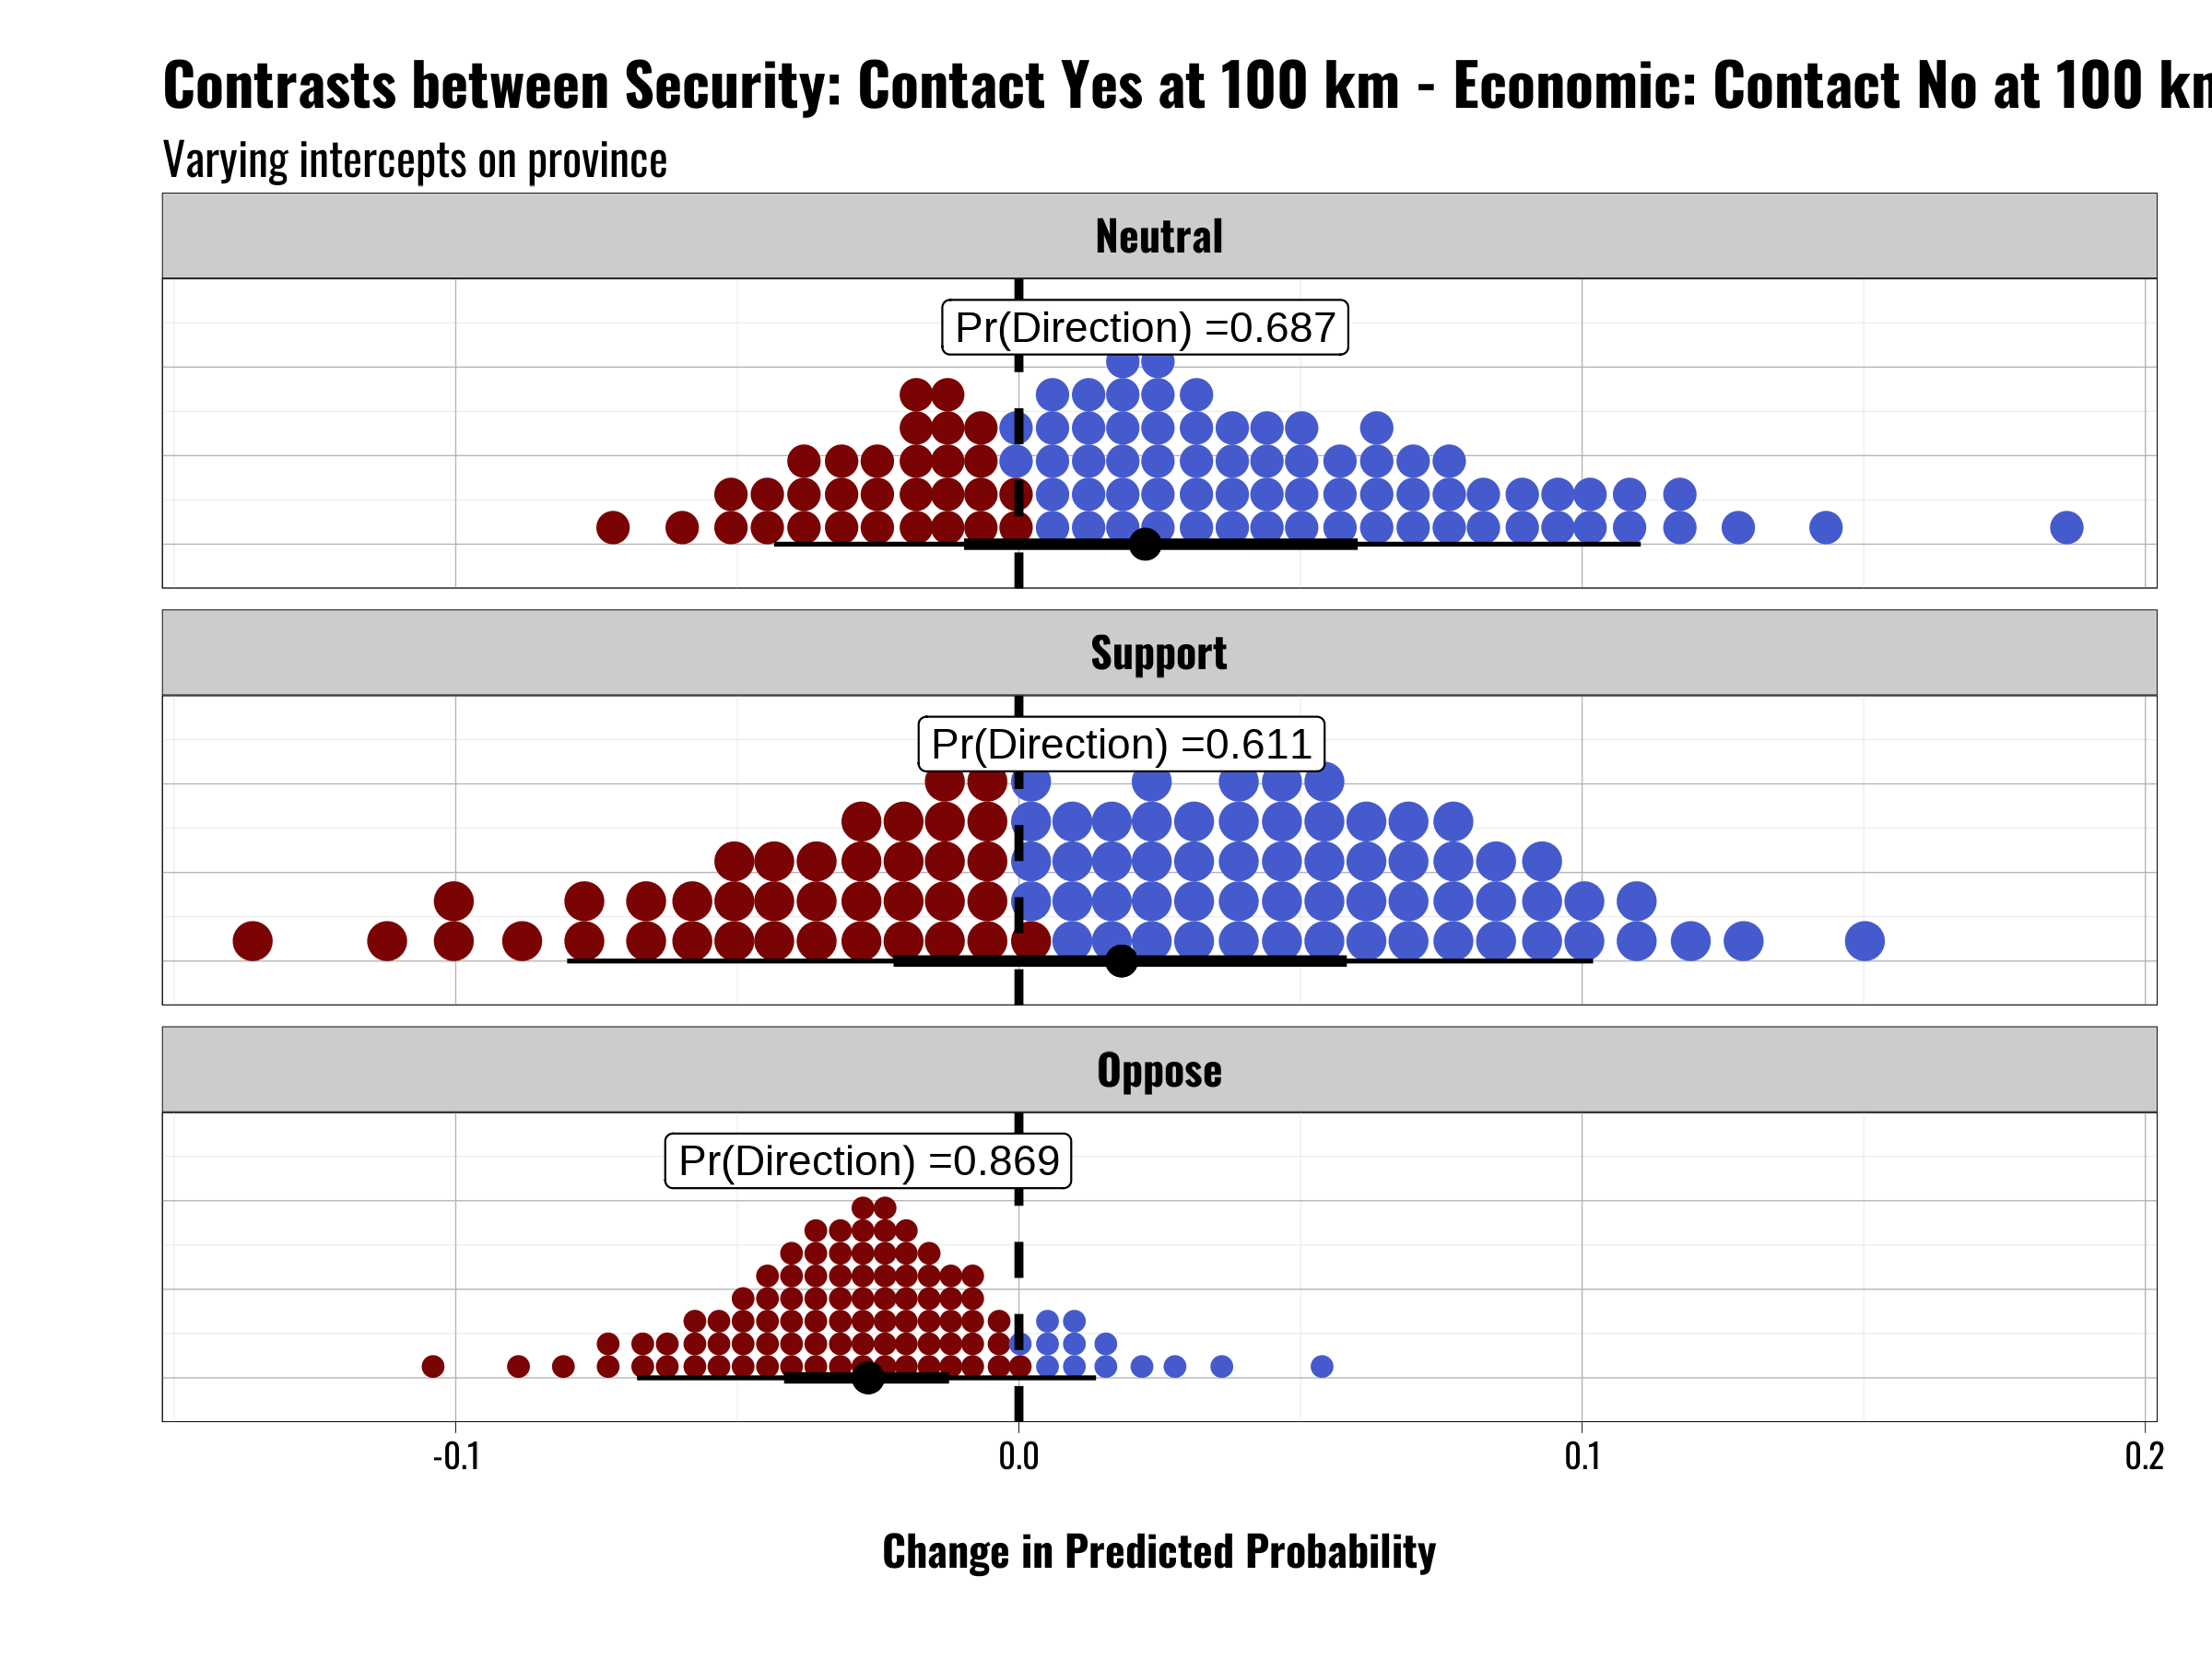 Contrasts between Security: Contact Yes at 100 km - Economic: Contact No at 100
Varying intercepts on province
Neutral
Pr(Direction) =0.687
Support
Pr(Direction) =0.611
Oppose
Pr(Direction) =0.869
-0.1 0.0 0.1 0.2
Change in Predicted Probability